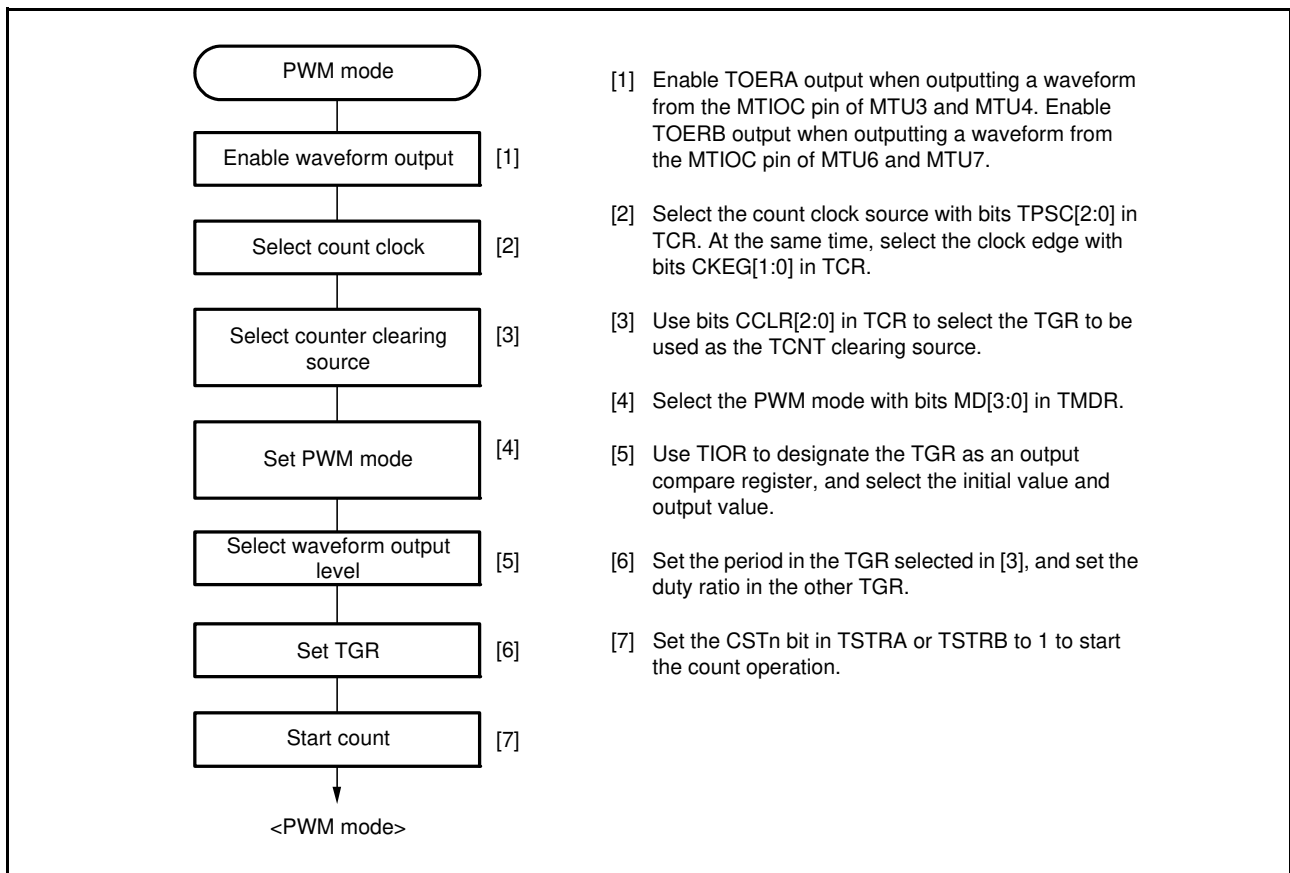 PWM mode
Enable waveform output [1]
Select count clock [2]
Select counter clearing
source
[3]
Set PWM mode [4]
Select waveform output
level
[5]
Set TGR [6]
Start count [7]
<PWM mode>
[1] Enable TOERA output when outputting a waveform
from the MTIOC pin of MTU3 and MTU4. Enable
TOERB output when outputting a waveform from
the MTIOC pin of MTU6 and MTU7.
[2] Select the count clock source with bits TPSC[2:0] in
TCR. At the same time, select the clock edge with
bits CKEG[1:0] in TCR.
[3] Use bits CCLR[2:0] in TCR to select the TGR to be
used as the TCNT clearing source.
[4] Select the PWM mode with bits MD[3:0] in TMDR.
[5] Use TIOR to designate the TGR as an output
compare register, and select the initial value and
output value.
[6] Set the period in the TGR selected in [3], and set the
duty ratio in the other TGR.
[7] Set the CSTn bit in TSTRA or TSTRB to 1 to start
the count operation.